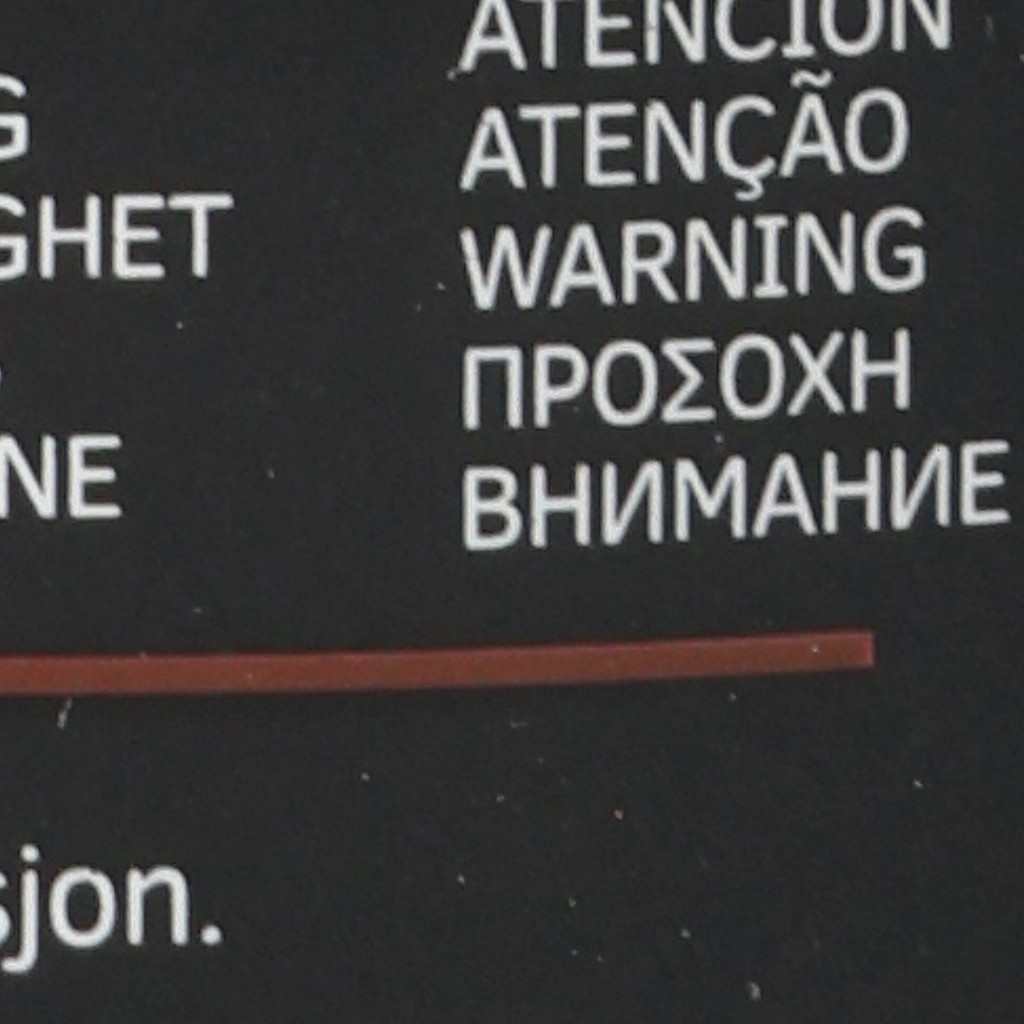 G
GHET
NE
ATENCION
ATENÇÃO
WARNING
ΠΡΟΣΟΧΗ
ВНИМАНИЕ
sjon.